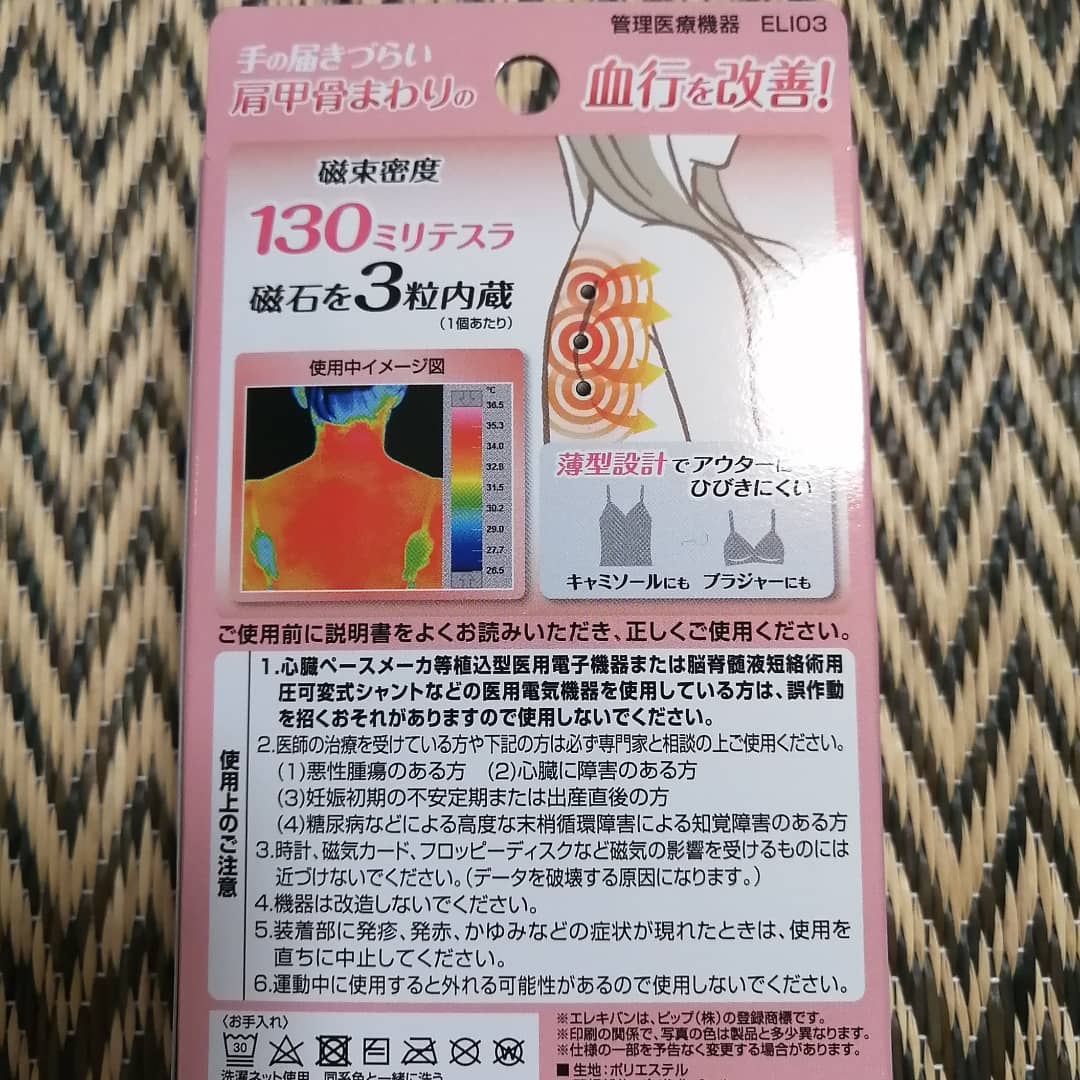 管理医療機器 ELI03
手の届きづらい
肩甲骨まわりの
血行を改善!
磁束密度
130ミリテスラ
磁石を3粒内蔵
(1個あたり)
使用中イメージ図
℃
36.5
35.3
34.0
32.8
31.5
30.2
29.0
27.7
26.5
薄型設計でアウターに
ひびきにくい
キャミソールにも ブラジャーにも
ご使用前に説明書をよくお読みいただき、正しくご使用ください。
使用上のご注意
1.心臓ペースメーカ等植込型医用電子機器または脳脊髄液短絡術用
圧可変式シャントなどの医用電気機器を使用している方は、誤作動
を招くおそれがありますので使用しないでください。
2.医師の治療を受けている方や下記の方は必ず専門家と相談の上ご使用ください。
(1)悪性腫瘍のある方 (2)心臓に障害のある方
(3)妊娠初期の不安定期または出産直後の方
(4)糖尿病などによる高度な末梢循環障害による知覚障害のある方
3.時計、磁気カード、フロッピーディスクなど磁気の影響を受けるものには
近づけないでください。(データを破壊する原因になります。)
4.機器は改造しないでください。
5.装着部に発疹、発赤、かゆみなどの症状が現れたときは、使用を
直ちに中止してください。
6.運動中に使用すると外れる可能性があるので使用しないでください。
〈お手入れ〉
30
洗濯ネット使用 同系色と一緒に洗う
※エレキバンは、ピップ(株)の登録商標です。
※印刷の関係で、写真の色は製品と多少異なります。
※仕様の一部を予告なく変更する場合があります。
■生地:ポリエステル